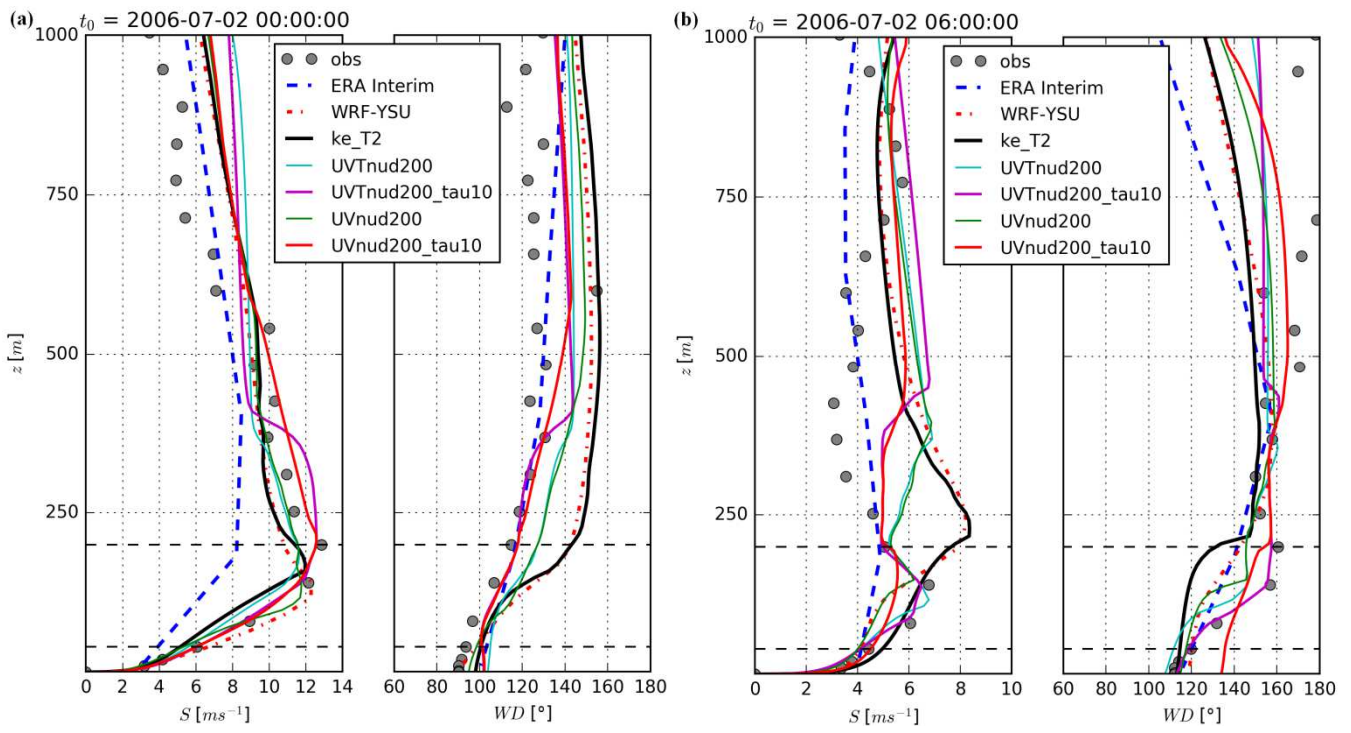 (a) t₀ = 2006-07-02 00:00:00
1000
750
500
250
z [m]
0 2 4 6 8 10 12 14
S [ms⁻¹]
obs
ERA Interim
WRF-YSU
ke_T2
UVTnud200
UVTnud200_tau10
UVnud200
UVnud200_tau10
60 80 100 120 140 160 180
WD [°]
(b) t₀ = 2006-07-02 06:00:00
1000
750
500
250
z [m]
0 2 4 6 8 10
S [ms⁻¹]
obs
ERA Interim
WRF-YSU
ke_T2
UVTnud200
UVTnud200_tau10
UVnud200
UVnud200_tau10
60 80 100 120 140 160 180
WD [°]